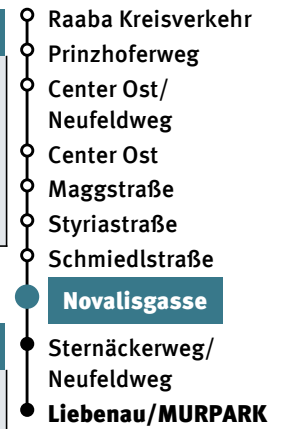 Raaba Kreisverkehr
Prinzhoferweg
Center Ost/
Neufeldweg
Center Ost
Maggstraße
Styriastraße
Schmiedlstraße
Novalisgasse
Sternäckerweg/
Neufeldweg
Liebenau/MURPARK